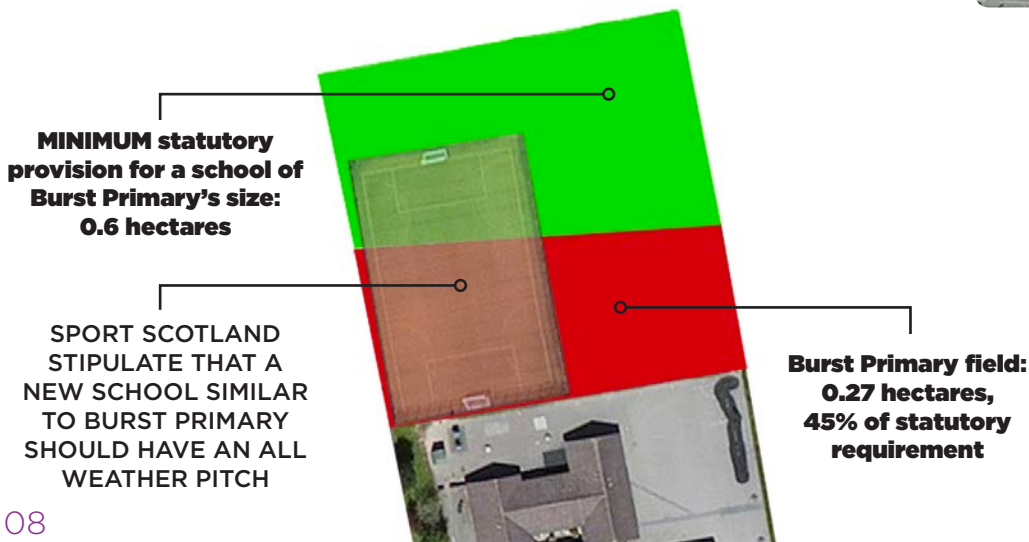 MINIMUM statutory
provision for a school of
Burst Primary’s size:
0.6 hectares
SPORT SCOTLAND
STIPULATE THAT A
NEW SCHOOL SIMILAR
TO BURST PRIMARY
SHOULD HAVE AN ALL
WEATHER PITCH
Burst Primary field:
0.27 hectares,
45% of statutory
requirement
08